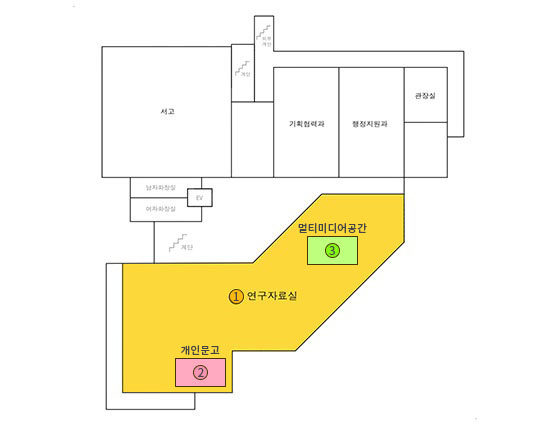 외부
계단
계단
서고
기획협력과
행정지원과
관장실
남자화장실
EV
여자화장실
계단
멀티미디어공간
③
① 연구자료실
개인문고
②